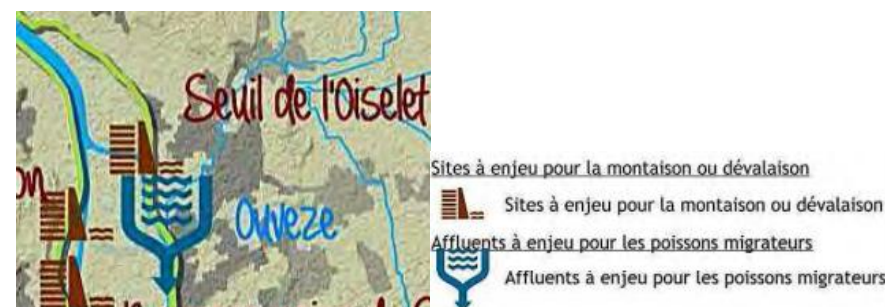 Seuil de l'Oiselet
Ouveze
Sites à enjeu pour la montaison ou dévalaison
Sites à enjeu pour la montaison ou dévalaison
Affluents à enjeu pour les poissons migrateurs
Affluents à enjeu pour les poissons migrateurs